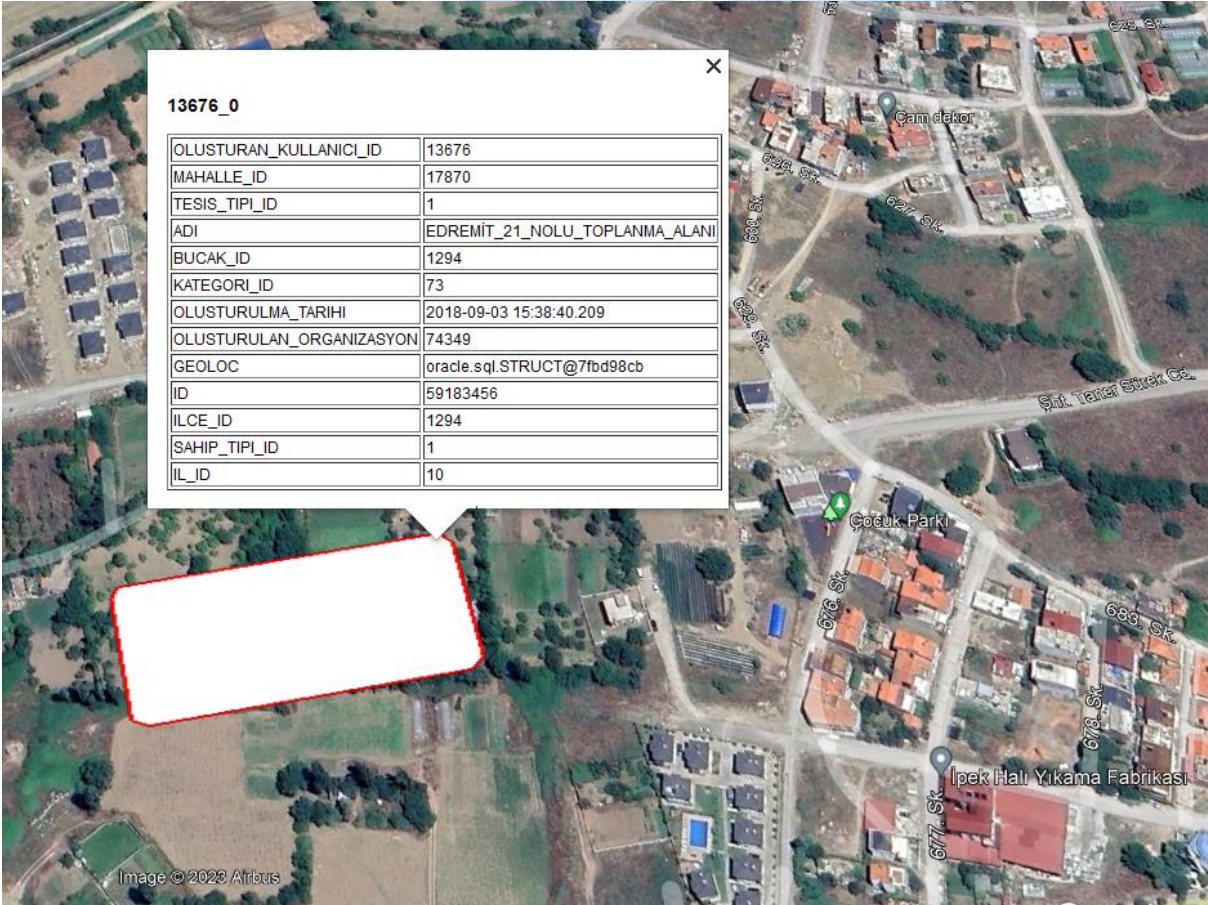 625. Sk.
13676_0
OLUSTURAN_KULLANICI_ID 13676
MAHALLE_ID 17870
TESIS_TIPI_ID 1
ADI EDREMİT_21_NOLU_TOPLANMA_ALANI
BUCAK_ID 1294
KATEGORI_ID 73
OLUSTURULMA_TARIHI 2018-09-03 15:38:40.209
OLUSTURULAN_ORGANIZASYON 74349
GEOLOC oracle.sql.STRUCT@7fbd98cb
ID 59183456
ILCE_ID 1294
SAHIP_TIPI_ID 1
IL_ID 10
Çam dekor
627. Sk.
629. Sk.
Şht. Taner Sürek Cd.
Çocuk Parkı
676. Sk.
683. Sk.
678. Sk.
İpek Halı Yıkama Fabrikası
677. Sk.
Image © 2023 Airbus